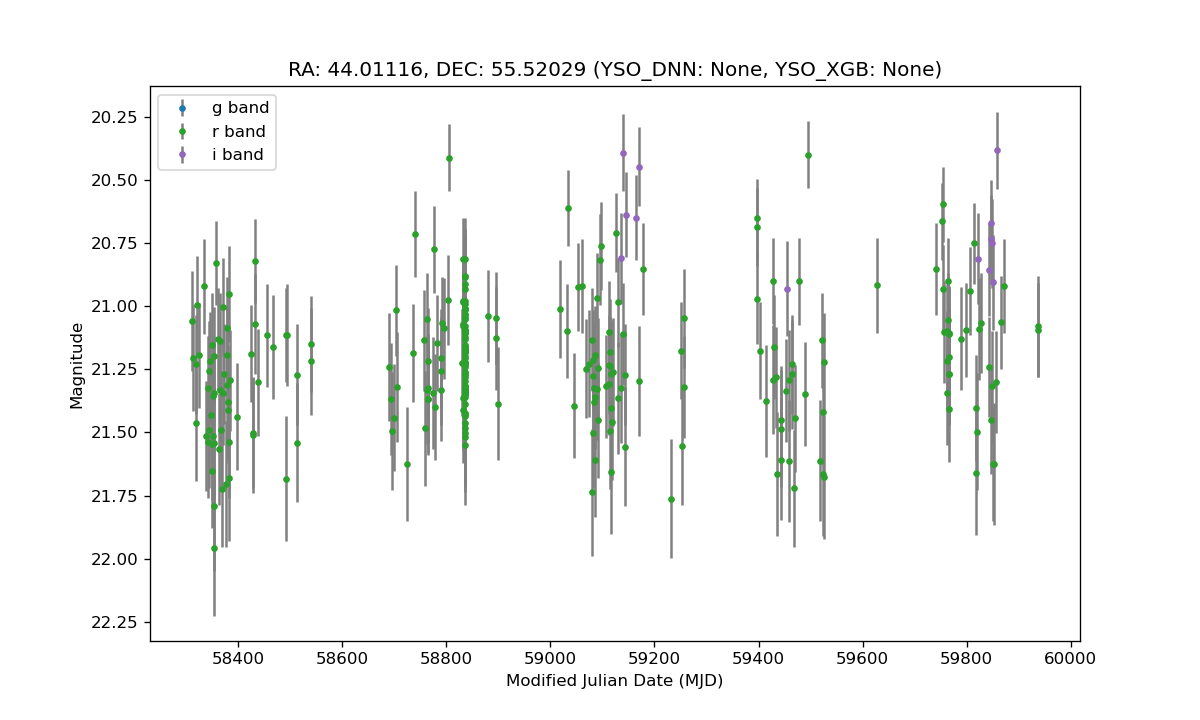 RA: 44.01116, DEC: 55.52029 (YSO_DNN: None, YSO_XGB: None)
g band
r band
i band
20.25
20.50
20.75
21.00
21.25
21.50
21.75
22.00
22.25
Magnitude
58400 58600 58800 59000 59200 59400 59600 59800 60000
Modified Julian Date (MJD)